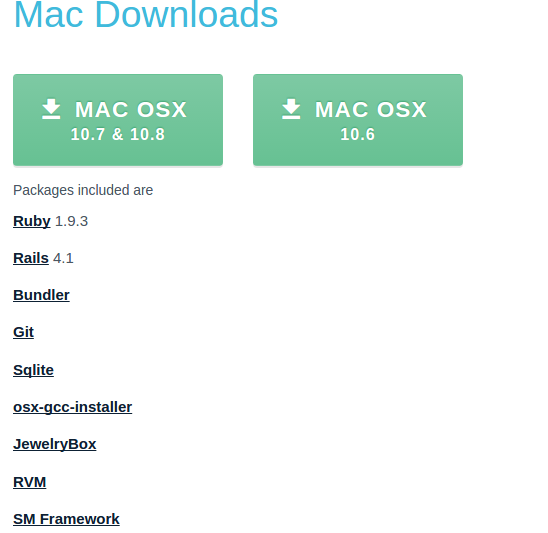 Mac Downloads
MAC OSX
10.7 & 10.8
MAC OSX
10.6
Packages included are
Ruby 1.9.3
Rails 4.1
Bundler
Git
Sqlite
osx-gcc-installer
JewelryBox
RVM
SM Framework